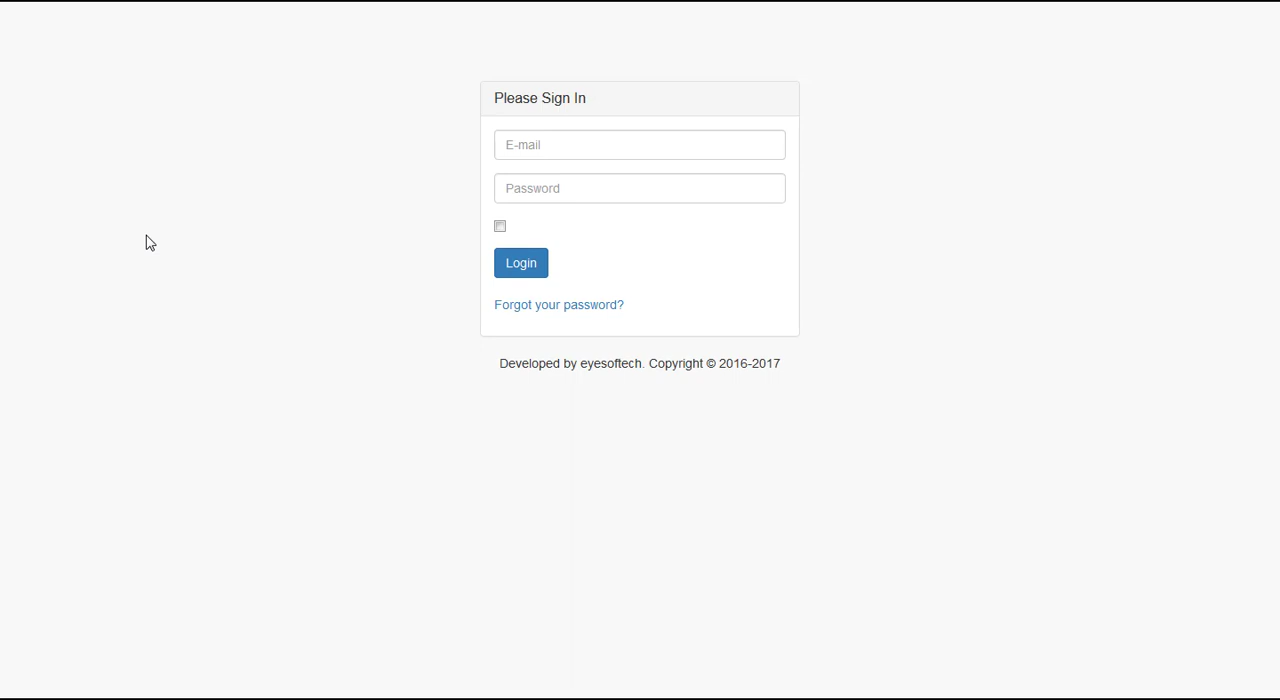 Please Sign In
E-mail
Password
Login
Forgot your password?
Developed by eyesoftech. Copyright © 2016-2017